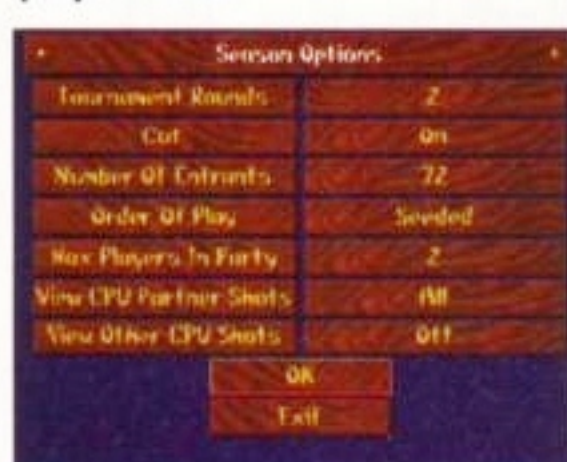 Season Options
Tournament Rounds 2
Cut On
Number Of Entrants 72
Order Of Play Seeded
Max Players In Party 2
View CPU Partner Shots All
View Other CPU Shots Off
OK
Exit